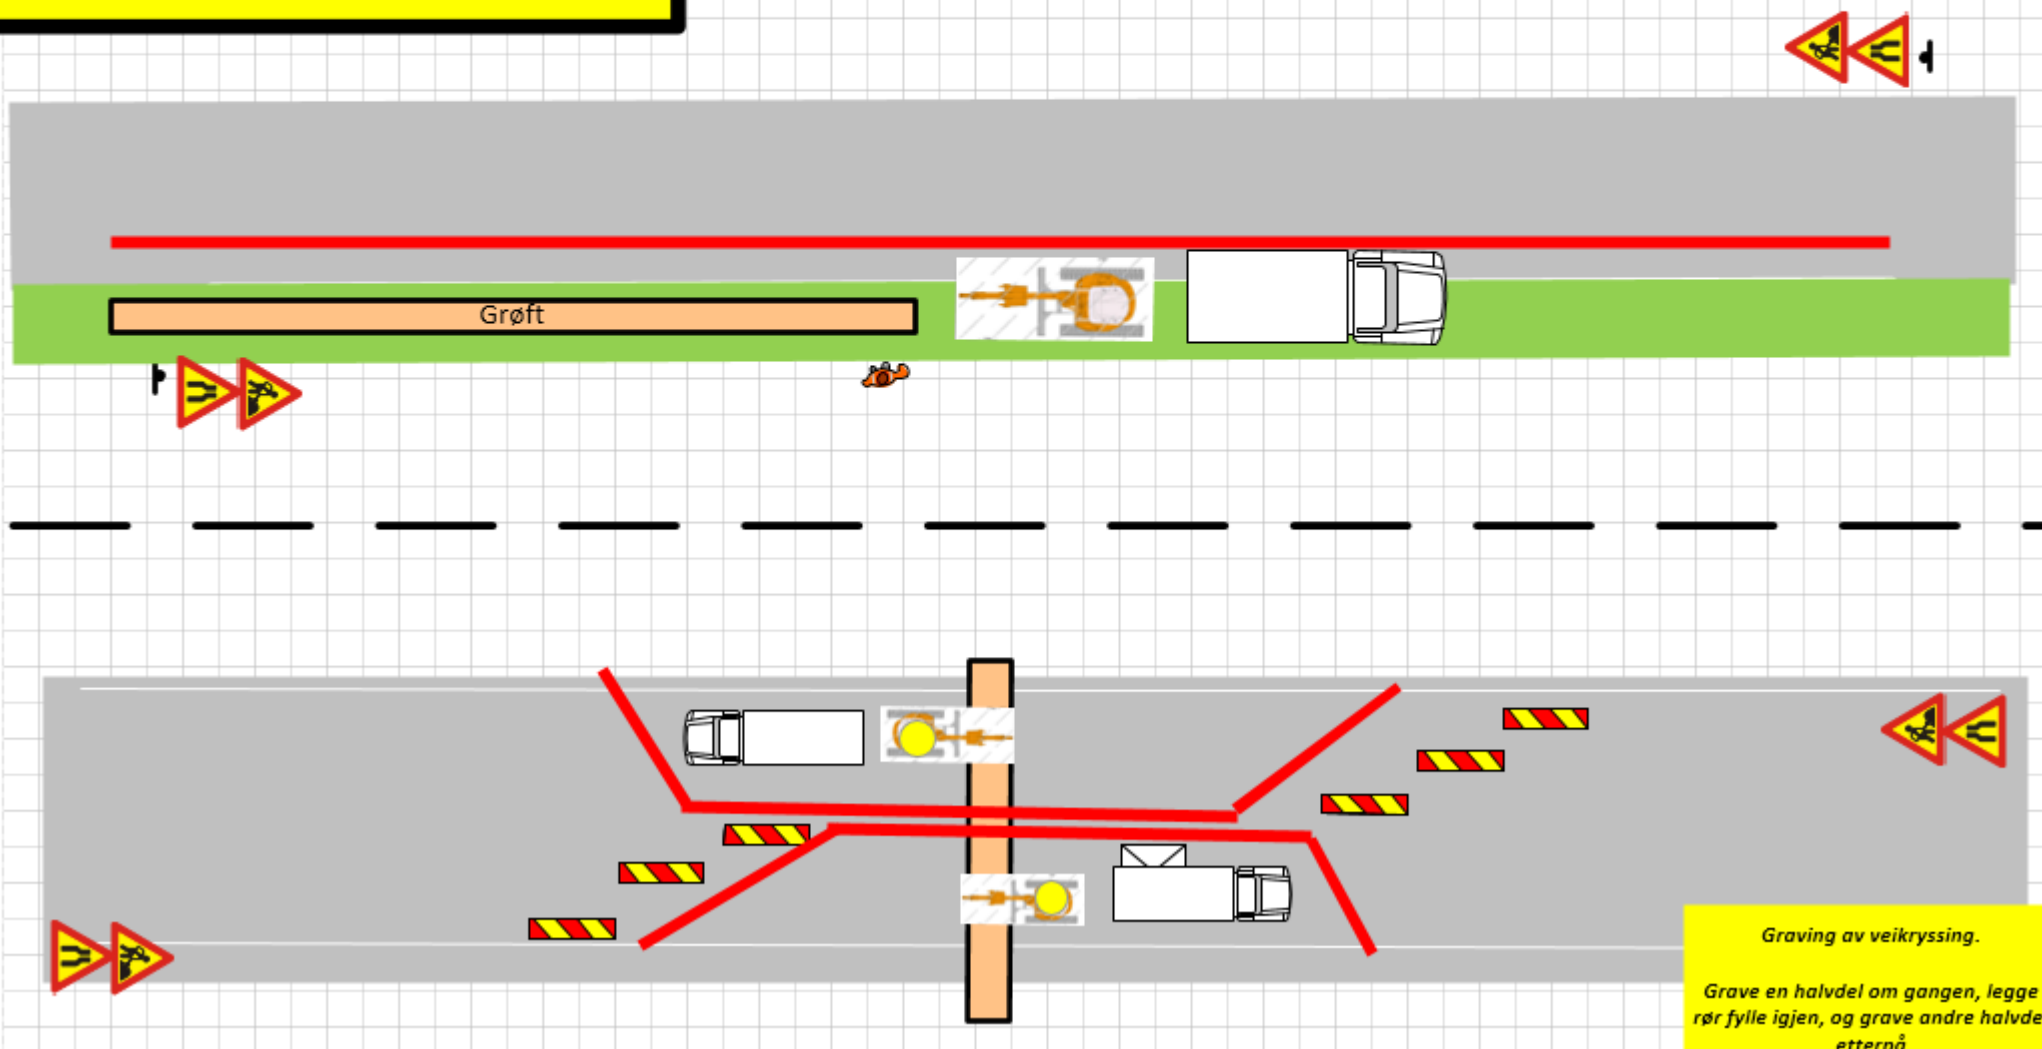 Grøft
Graving av veikryssing.
Grave en halvdel om gangen, legge
rør fylle igjen, og grave andre halvde
etterpå